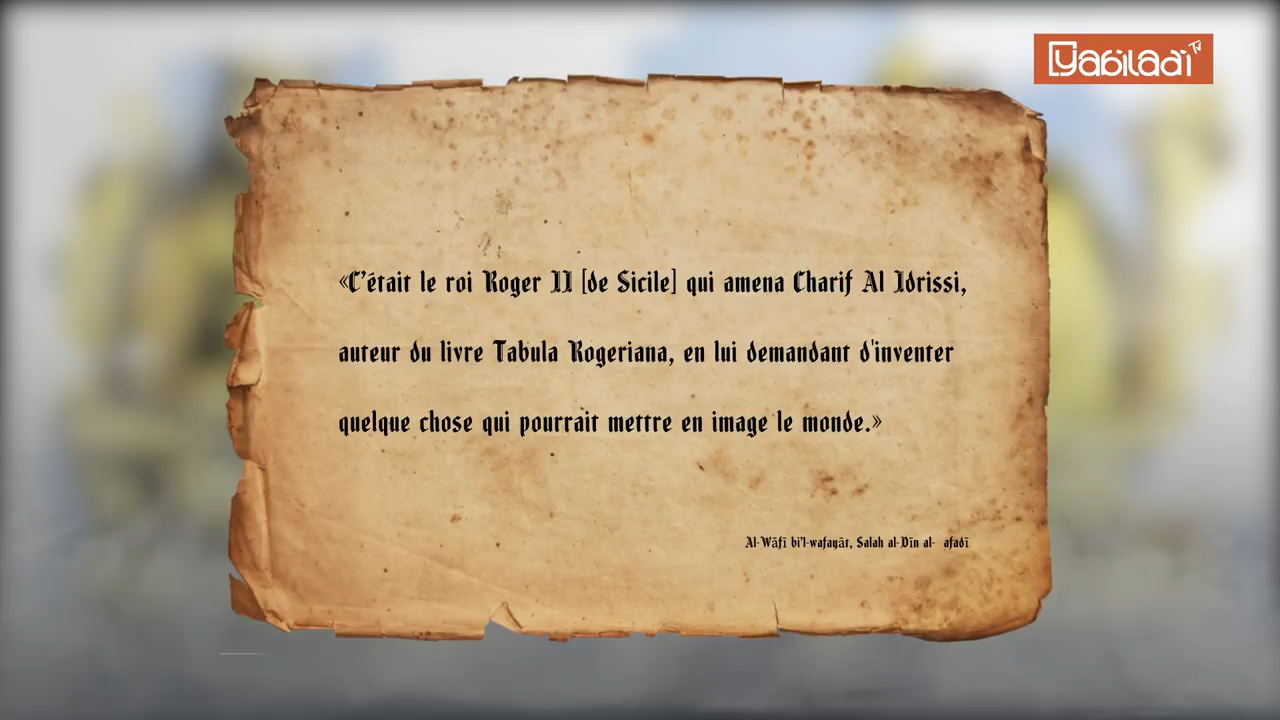 Yabiladi TV
«C'était le roi Roger II [de Sicile] qui amena Charif Al Idrissi,
auteur du livre Tabula Rogeriana, en lui demandant d'inventer
quelque chose qui pourrait mettre en image le monde.»
Al-Wāfī bi'l-wafayāt, Salah al-Dīn al- afadī